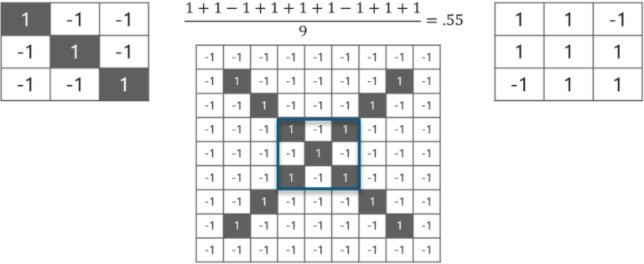 1 -1 -1
-1 1 -1
-1 -1 1
1 + 1 − 1 + 1 + 1 + 1 − 1 + 1 + 1
9
= .55
-1 -1 -1 -1 -1 -1 -1 -1 -1
-1 1 -1 -1 -1 -1 -1 1 -1
-1 -1 1 -1 -1 -1 1 -1 -1
-1 -1 -1 1 -1 1 -1 -1 -1
-1 -1 -1 -1 1 -1 -1 -1 -1
-1 -1 -1 1 -1 1 -1 -1 -1
-1 -1 1 -1 -1 -1 1 -1 -1
-1 1 -1 -1 -1 -1 -1 1 -1
-1 -1 -1 -1 -1 -1 -1 -1 -1
1 1 -1
1 1 1
-1 1 1